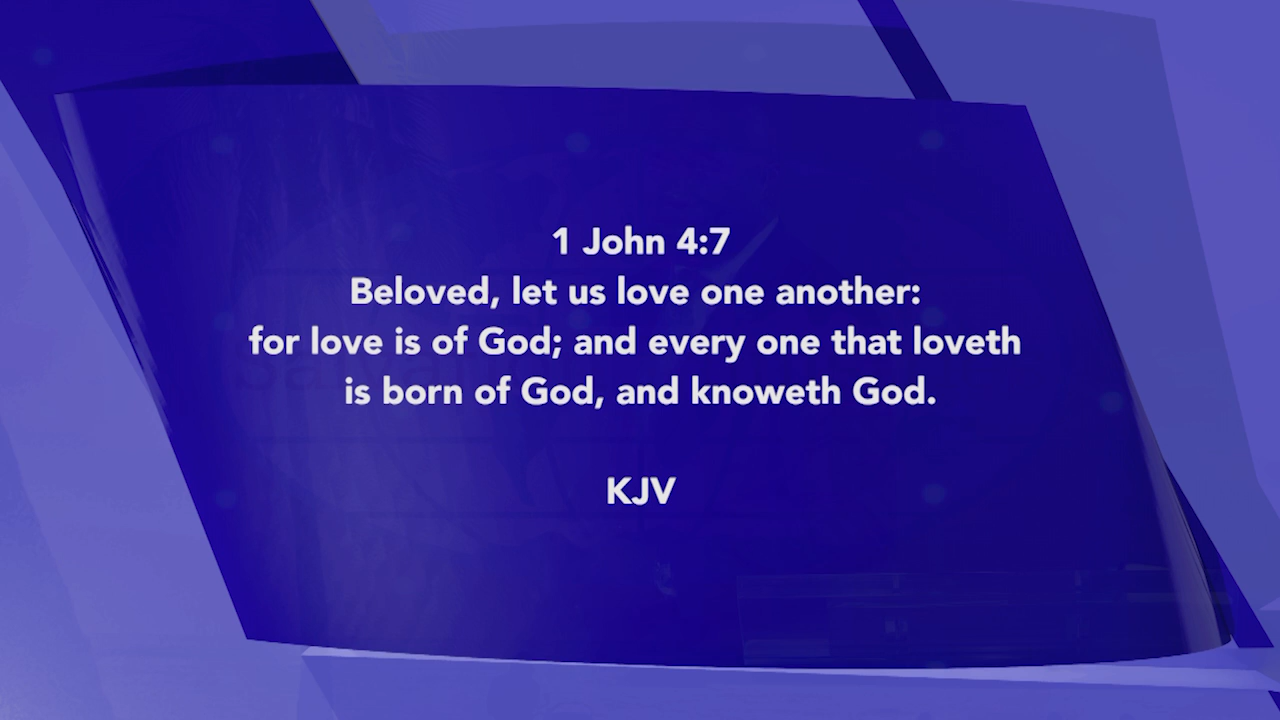 1 John 4:7
Beloved, let us love one another:
for love is of God; and every one that loveth
is born of God, and knoweth God.
KJV